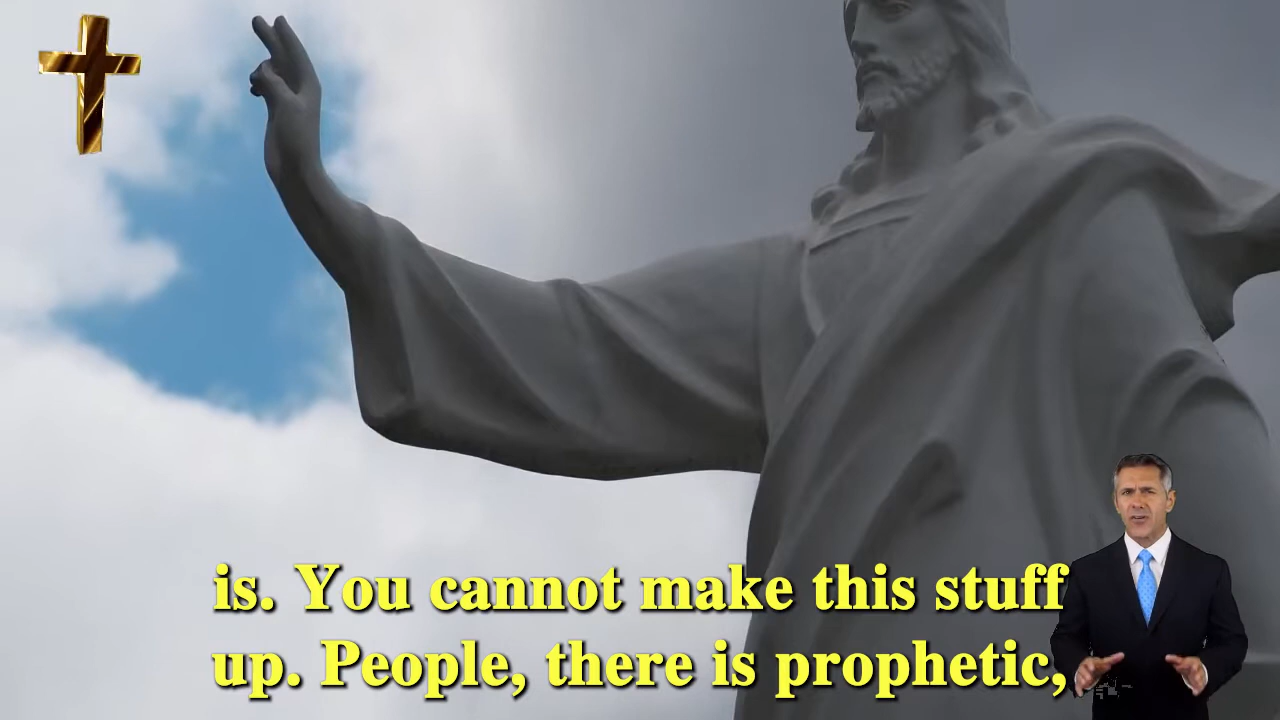 is. You cannot make this stuff
up. People, there is prophetic,